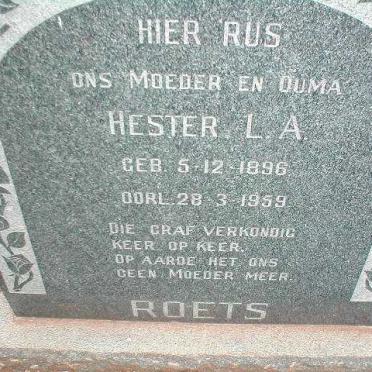 HIER RUS
ONS MOEDER EN OUMA
HESTER. L. A.
GEB. 5-12-1896
OORL. 28-3-1959
DIE GRAF VERKONDIG
KEER OP KEER.
OP AARDE HET ONS
GEEN MOEDER MEER.
ROETS